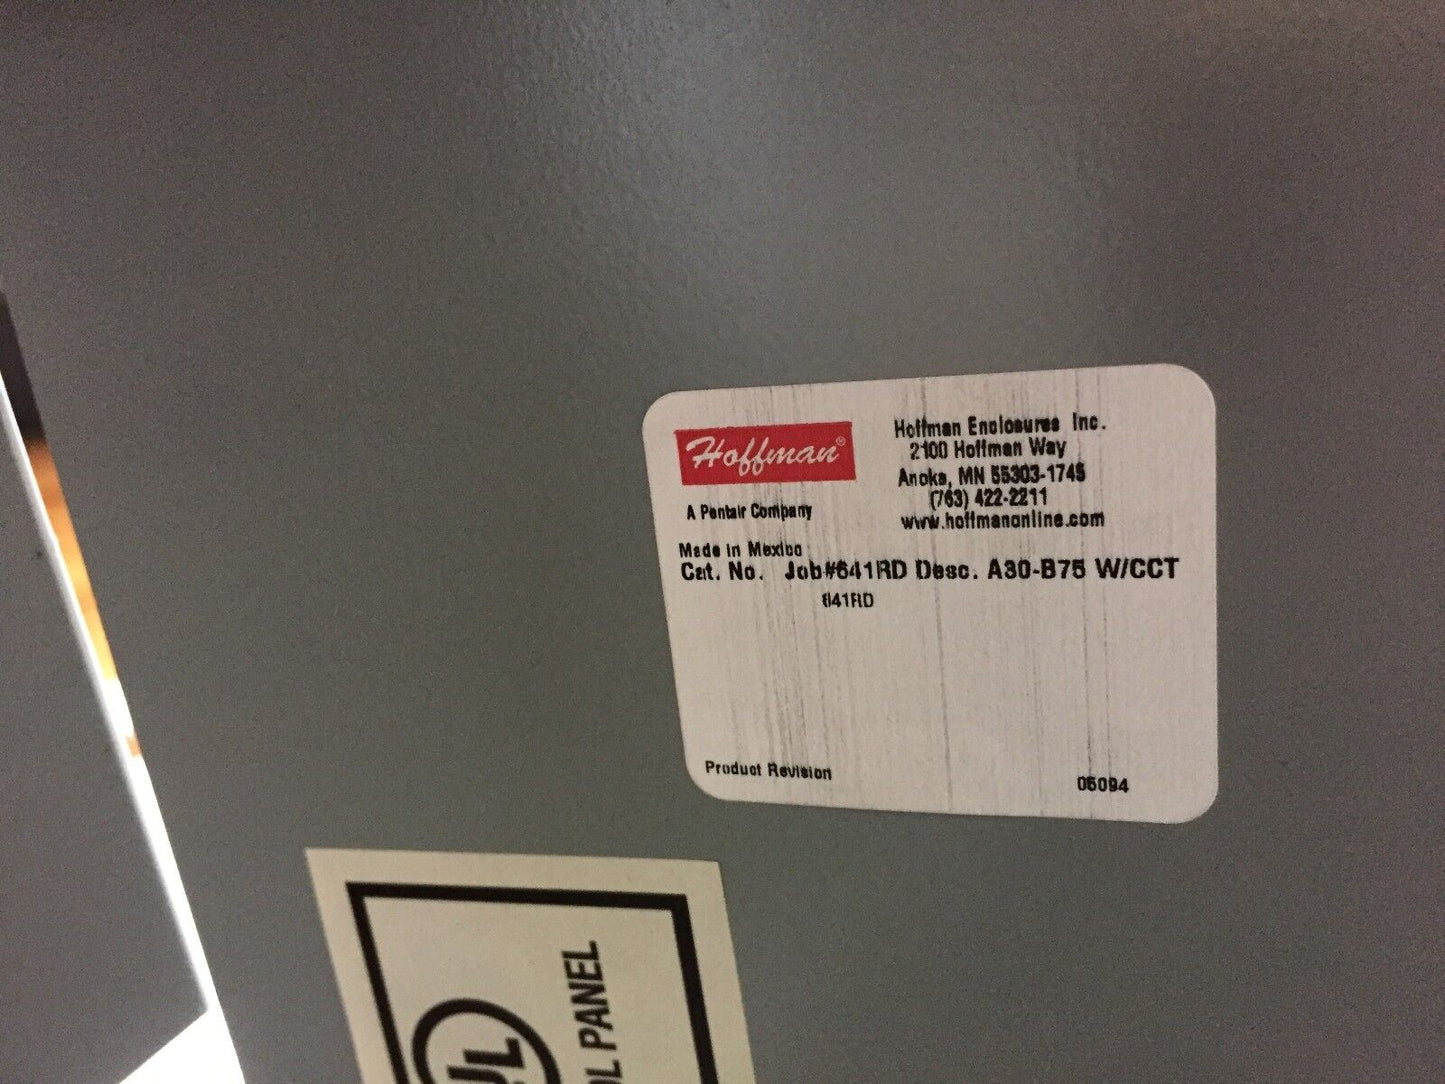 Hoffman®
A Pentair Company
Hoffman Enclosures Inc.
2100 Hoffman Way
Anoka, MN 55303-1745
(763) 422-2211
www.hoffmanonline.com
Made in Mexico
Cat. No. Job#641RD Desc. A30-B75 W/CCT
641RD
Product Revision 05094
UL
OL PANEL